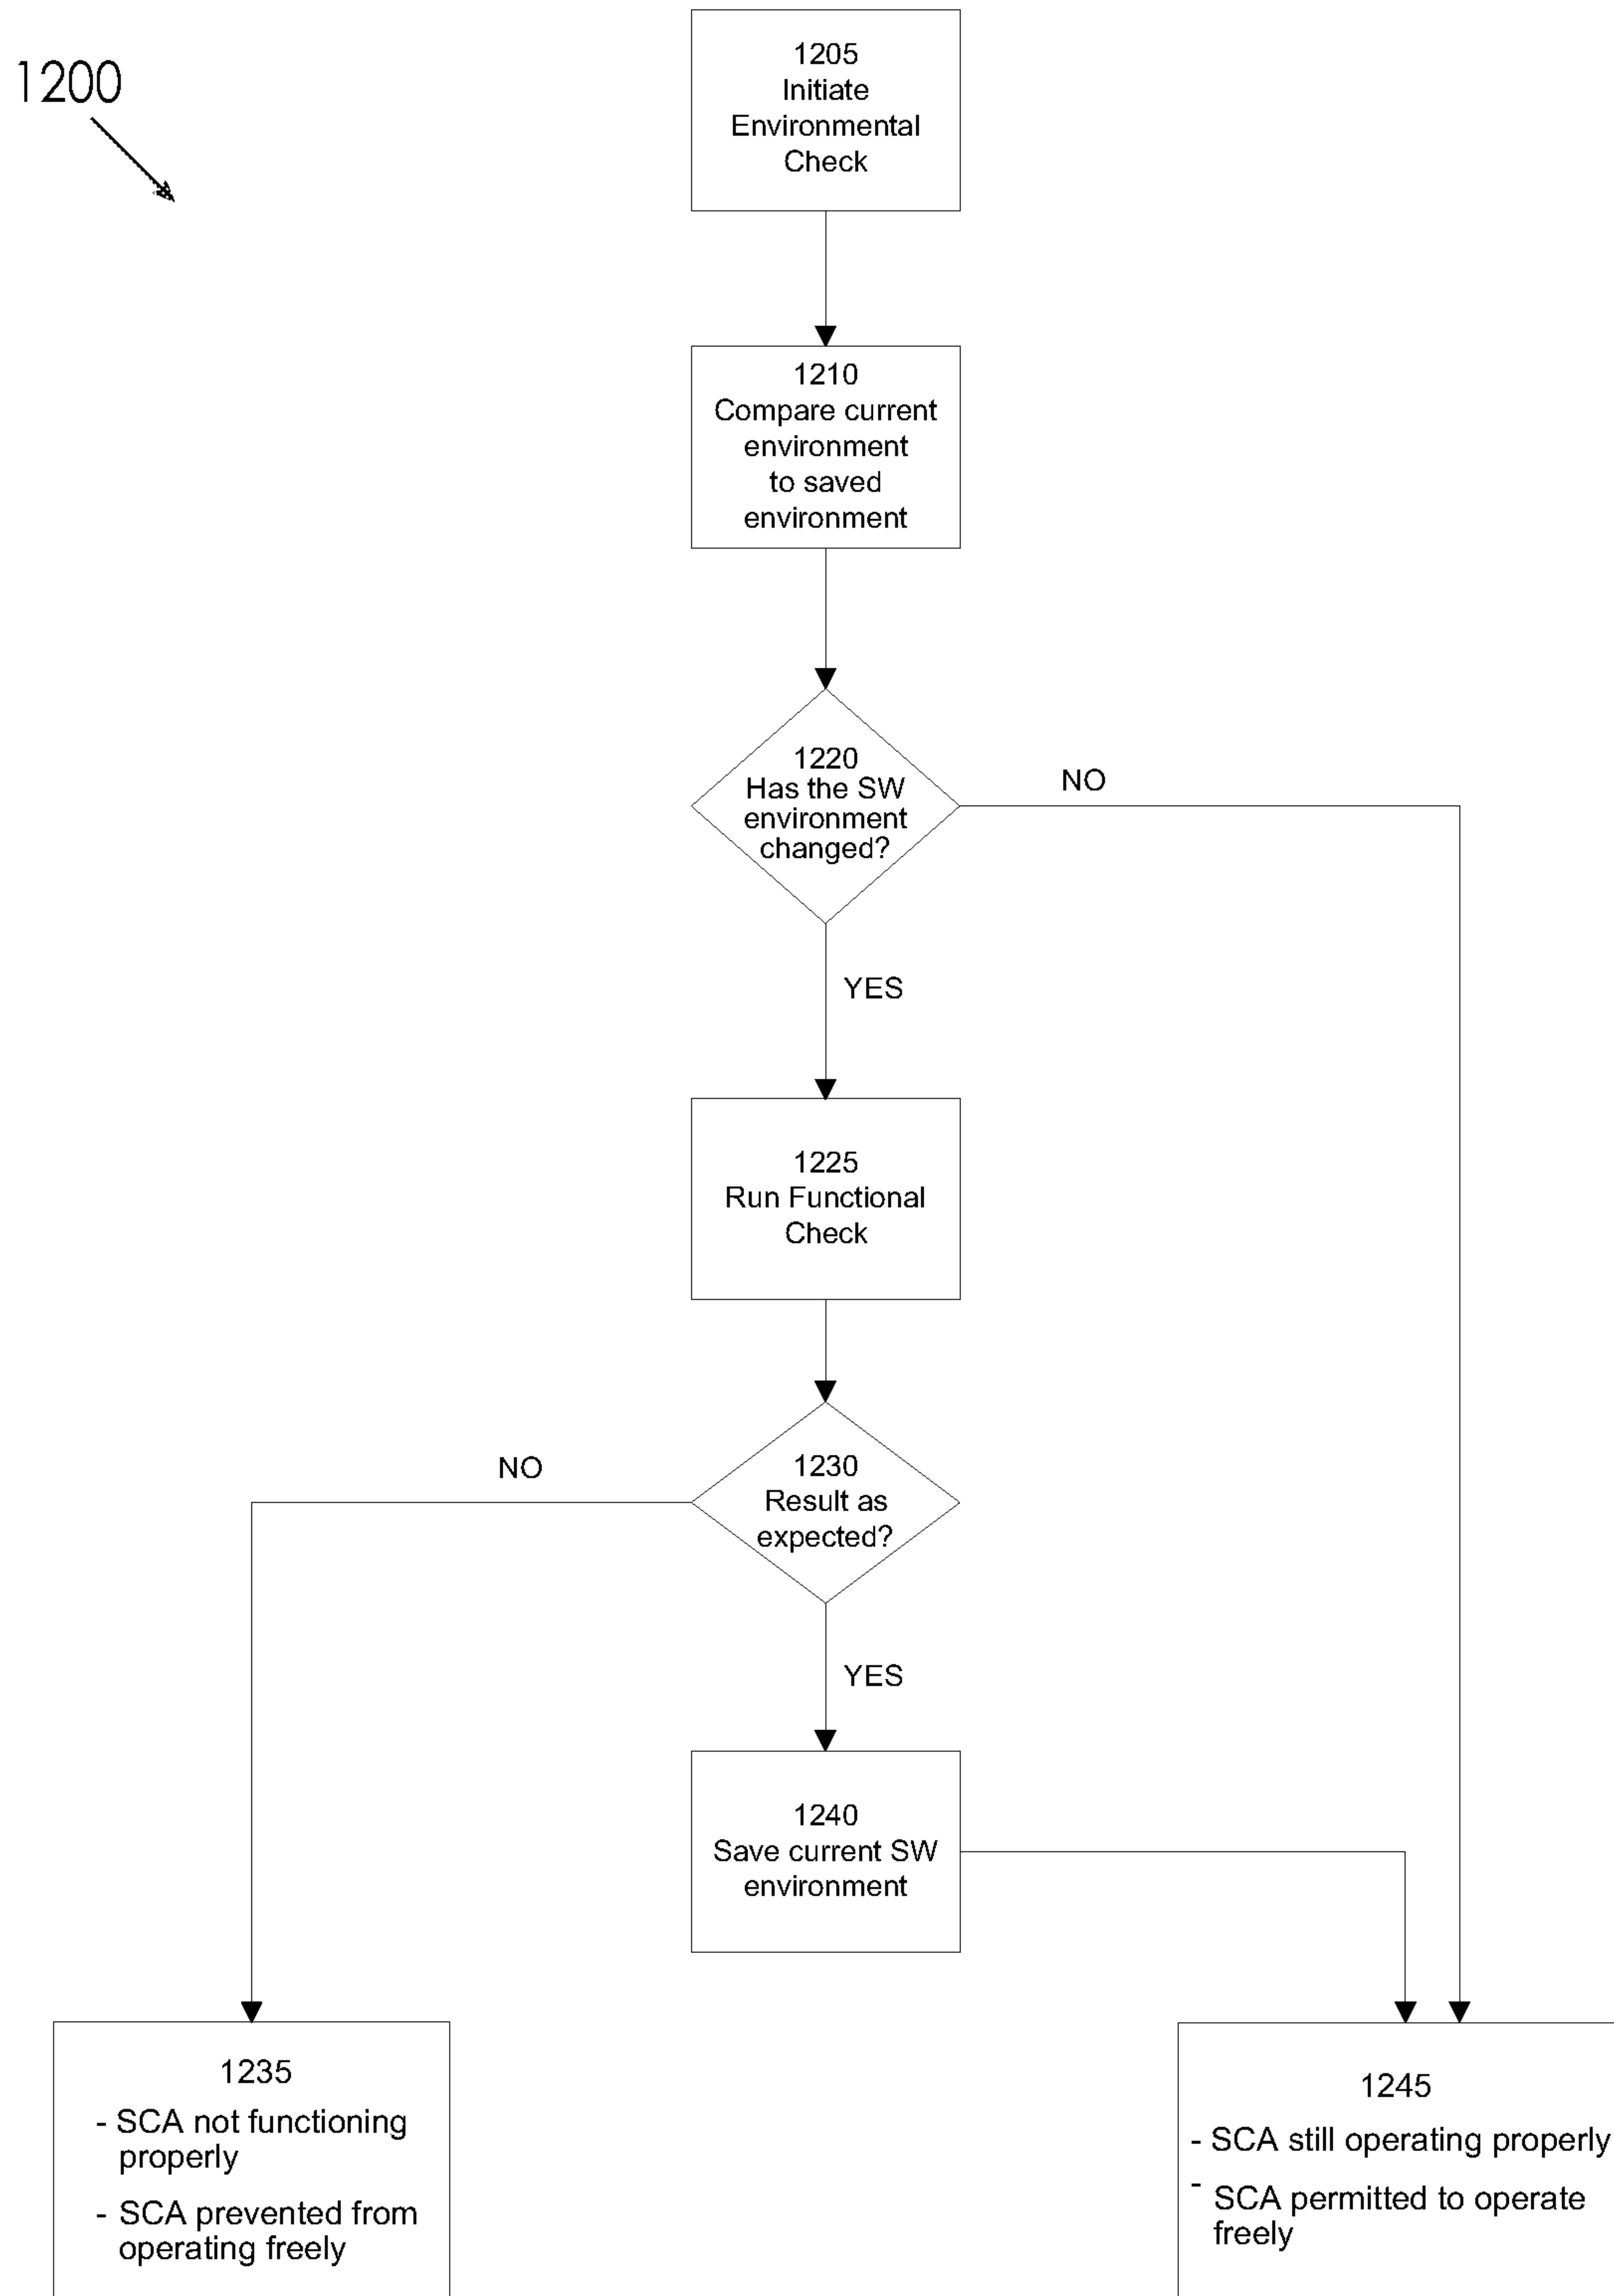 1200
1205
Initiate
Environmental
Check
1210
Compare current
environment
to saved
environment
1220
Has the SW
environment
changed?
NO
YES
1225
Run Functional
Check
1230
Result as
expected?
NO
YES
1240
Save current SW
environment
1235
- SCA not functioning
properly
- SCA prevented from
operating freely
1245
- SCA still operating properly
- SCA permitted to operate
freely